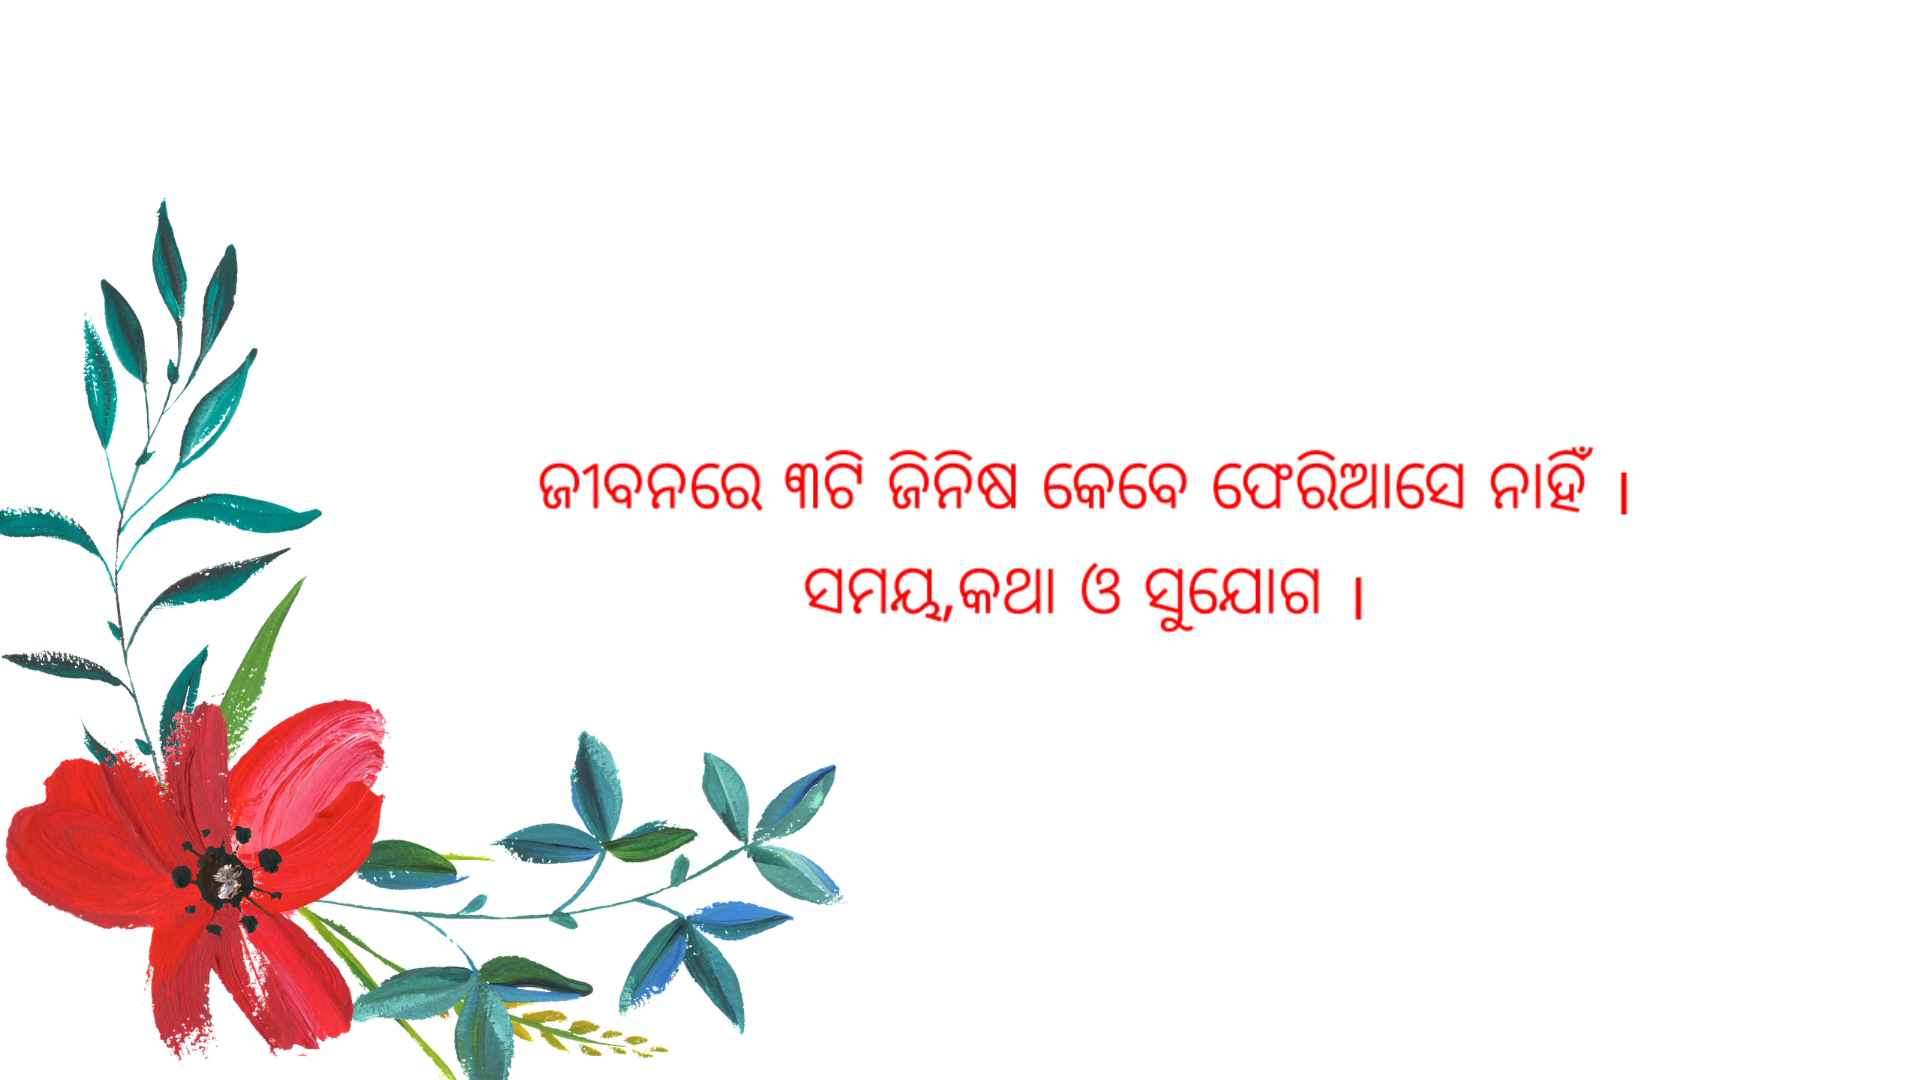 ଜୀବନରେ ୩ଟି ଜିନିଷ କେବେ ଫେରିଆସେ ନାହିଁ ।
ସମୟ,କଥା ଓ ସୁଯୋଗ ।